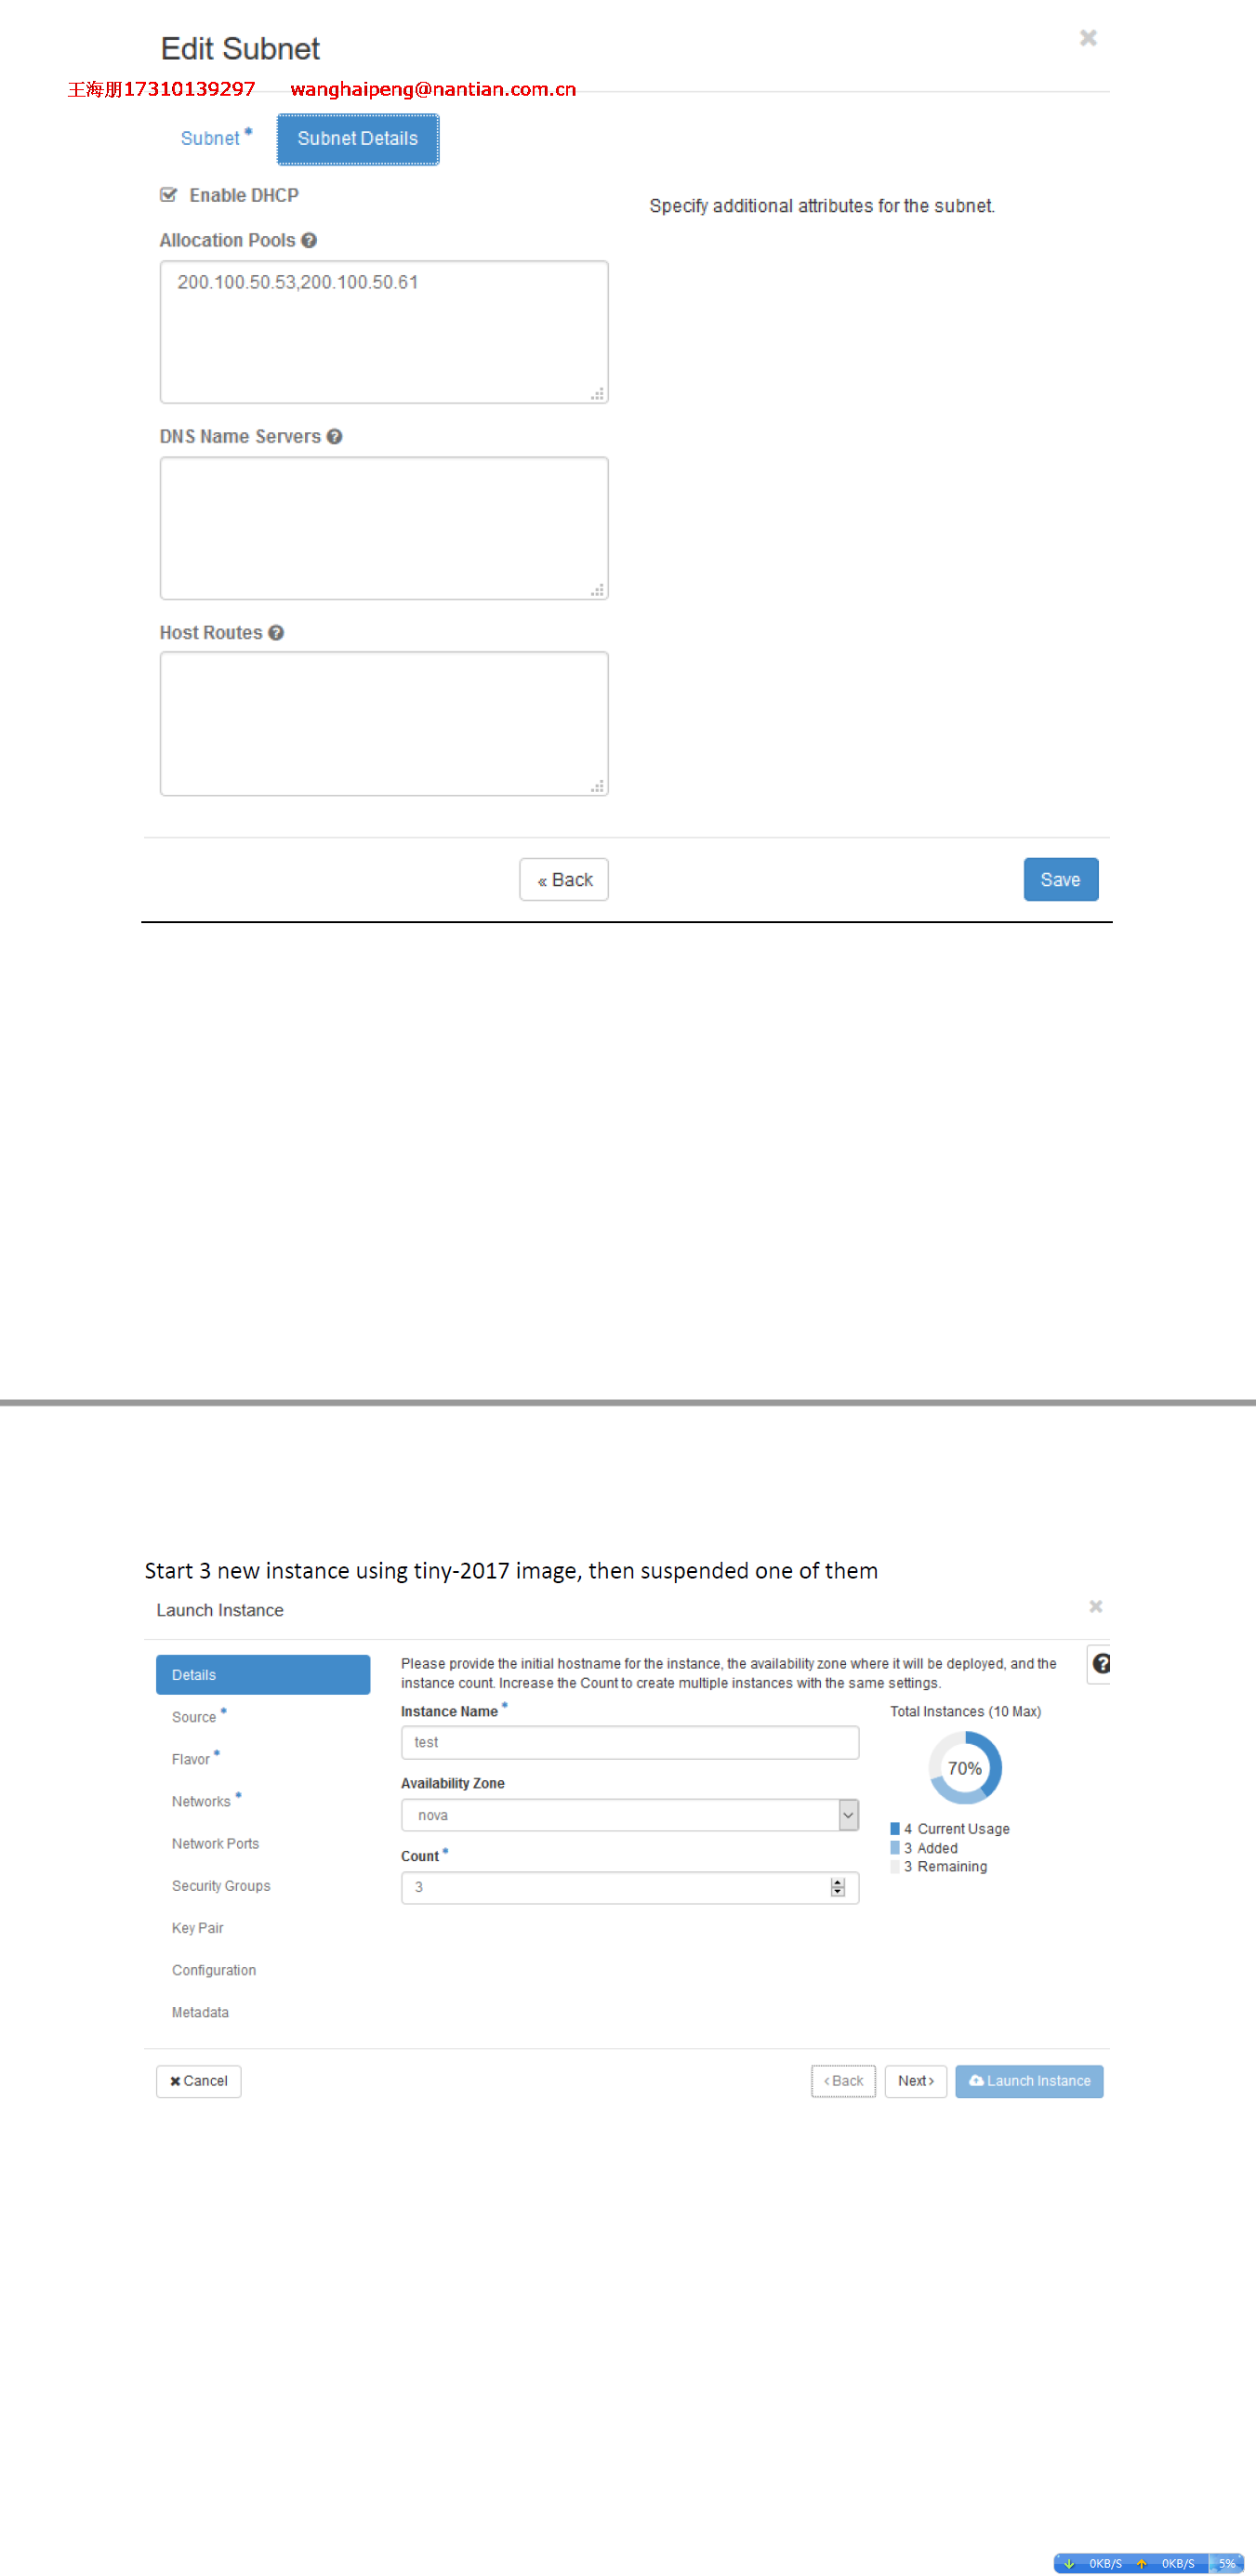 Edit Subnet
王海朋17310139297 wanghaipeng@nantian.com.cn
Subnet *
Subnet Details
Enable DHCP
Specify additional attributes for the subnet.
Allocation Pools
200.100.50.53,200.100.50.61
DNS Name Servers
Host Routes
« Back
Save
Start 3 new instance using tiny-2017 image, then suspended one of them
Launch Instance
Details
Source *
Flavor *
Networks *
Network Ports
Security Groups
Key Pair
Configuration
Metadata
Please provide the initial hostname for the instance, the availability zone where it will be deployed, and the
instance count. Increase the Count to create multiple instances with the same settings.
Instance Name *
test
Availability Zone
nova
Count *
3
Total Instances (10 Max)
70%
4 Current Usage
3 Added
3 Remaining
Cancel
< Back
Next >
Launch Instance
0KB/S 0KB/S 5%